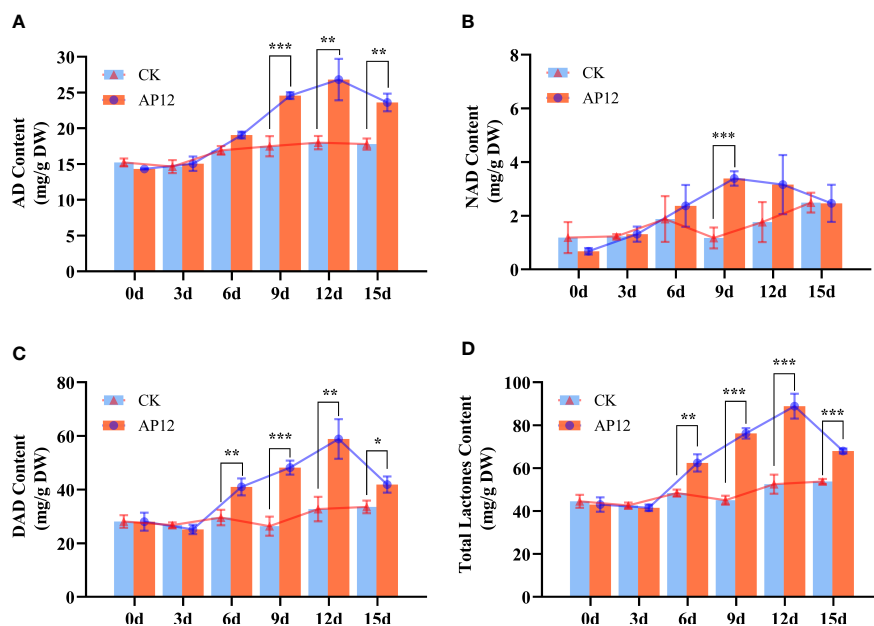 A
AD Content
(mg/g DW)
30
25
20
15
10
5
0
CK
AP12
***
**
**
0d 3d 6d 9d 12d 15d
B
NAD Content
(mg/g DW)
8
6
4
2
0
CK
AP12
***
0d 3d 6d 9d 12d 15d
C
DAD Content
(mg/g DW)
80
60
40
20
0
CK
AP12
**
***
**
*
0d 3d 6d 9d 12d 15d
D
Total Lactones Content
(mg/g DW)
100
80
60
40
20
0
CK
AP12
**
***
***
***
0d 3d 6d 9d 12d 15d